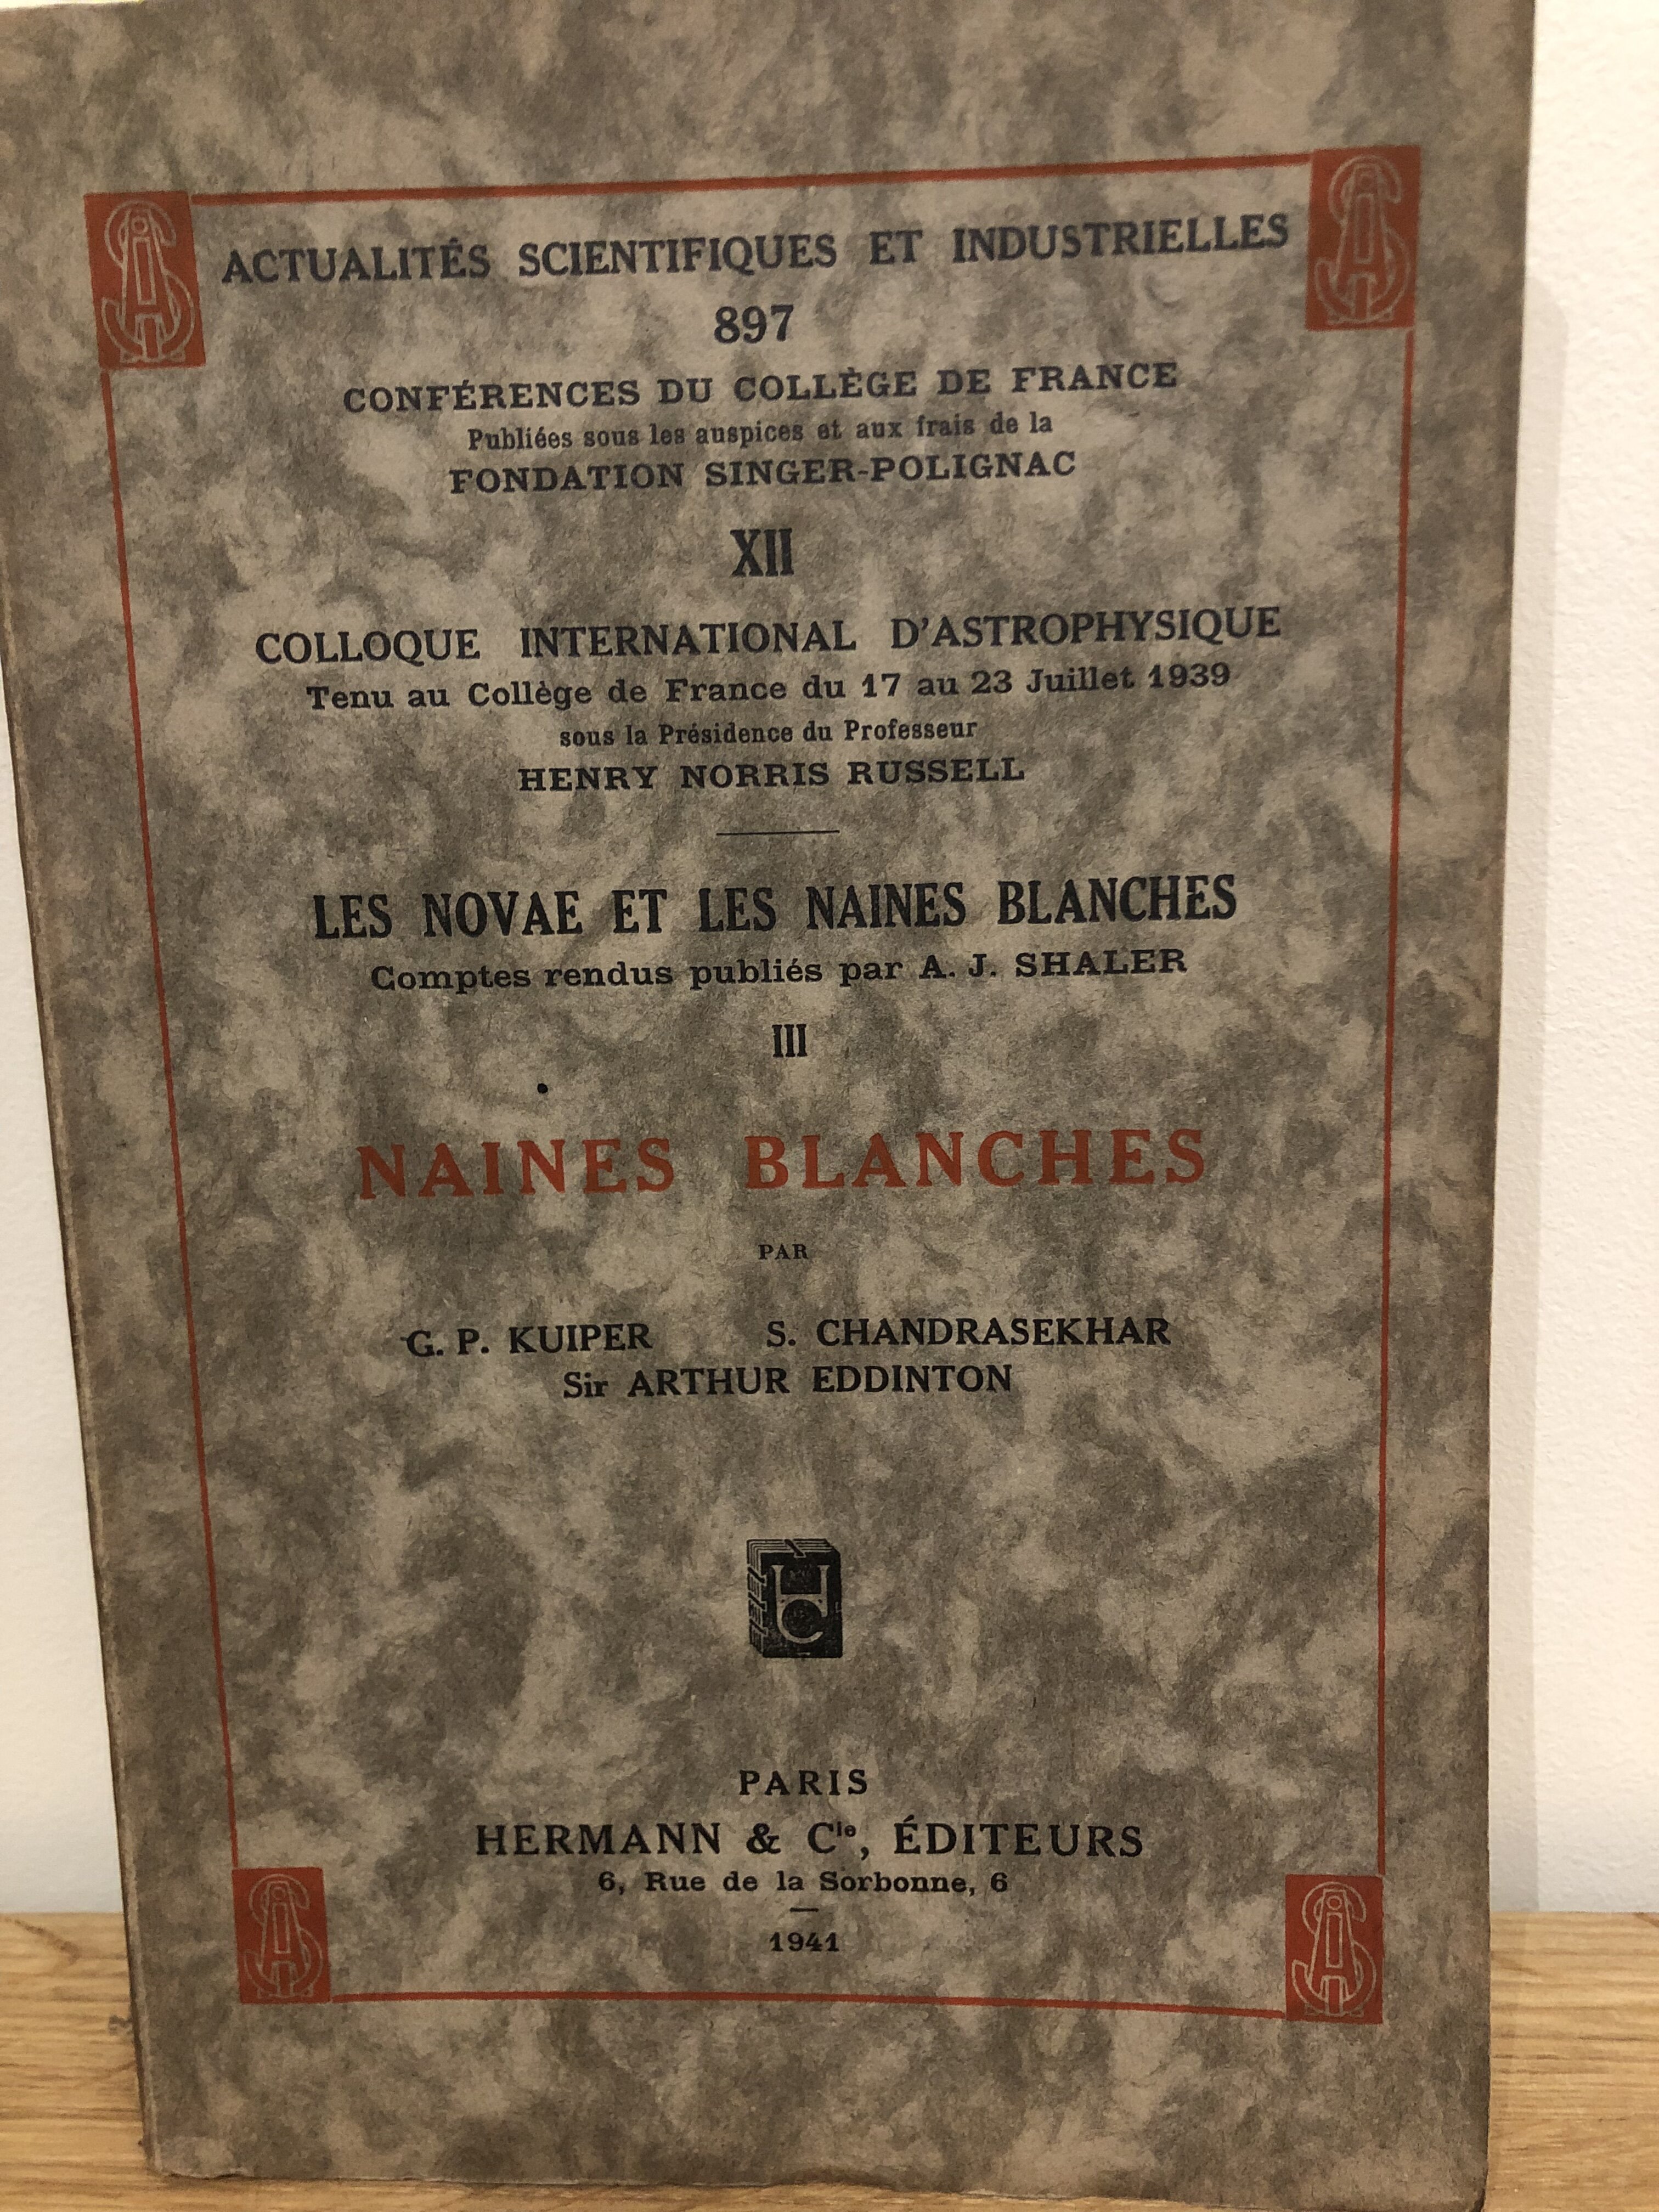 ACTUALITÉS SCIENTIFIQUES ET INDUSTRIELLES
897
CONFÉRENCES DU COLLÈGE DE FRANCE
Publiées sous les auspices et aux frais de la
FONDATION SINGER-POLIGNAC
XII
COLLOQUE INTERNATIONAL D'ASTROPHYSIQUE
Tenu au Collège de France du 17 au 23 Juillet 1939
sous la Présidence du Professeur
HENRY NORRIS RUSSELL
LES NOVAE ET LES NAINES BLANCHES
Comptes rendus publiés par A. J. SHALER
III
NAINES BLANCHES
PAR
G. P. KUIPER S. CHANDRASEKHAR
Sir ARTHUR EDDINTON
HC
PARIS
HERMANN & Cie, ÉDITEURS
6, Rue de la Sorbonne, 6
1941